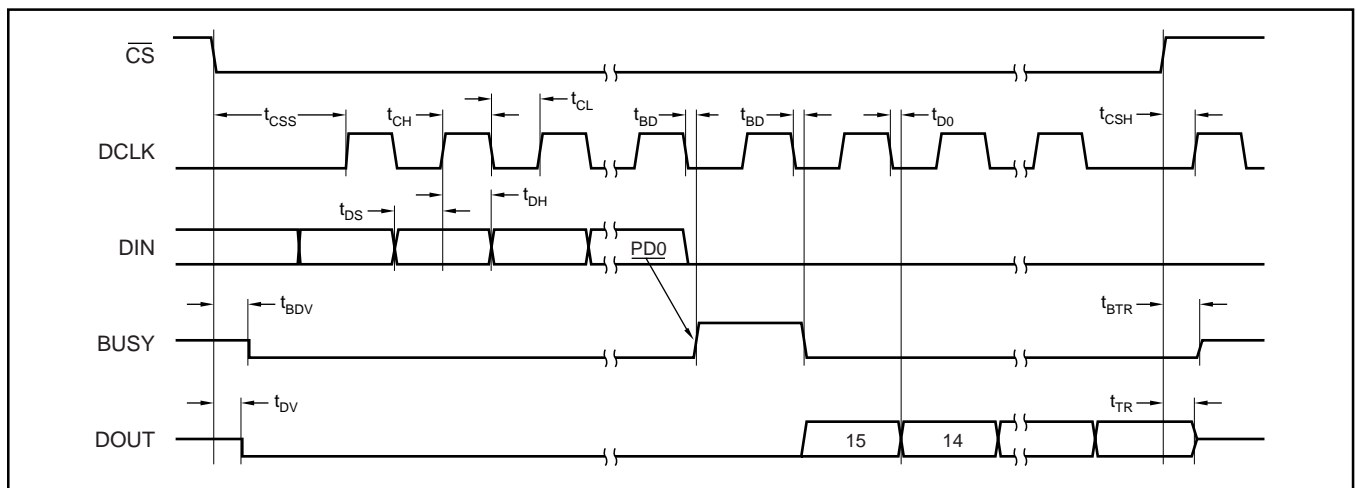 CS
tCSS
tCH
tCL
tBD
tBD
tD0
tCSH
DCLK
tDS
tDH
DIN
PD0
tBDV
tBTR
BUSY
tDV
tTR
DOUT
15
14